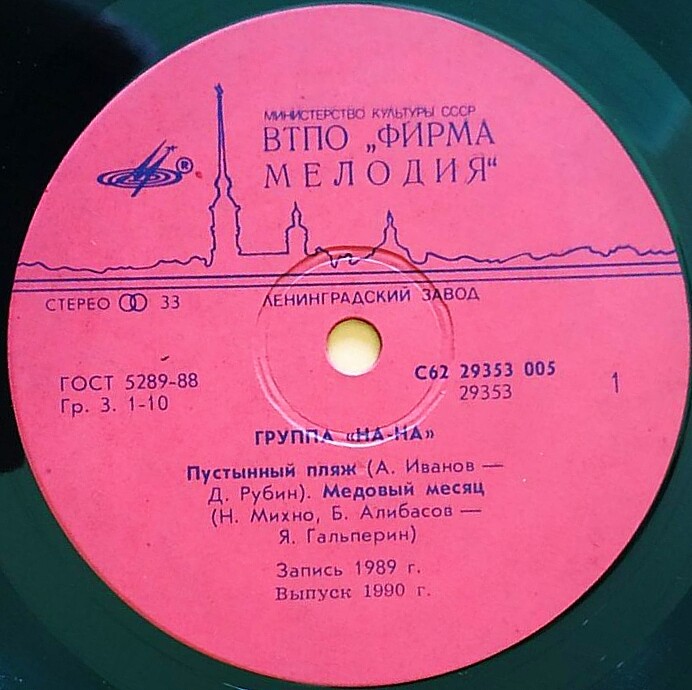 МИНИСТЕРСТВО КУЛЬТУРЫ СССР
ВТПО „ФИРМА
МЕЛОДИЯ“
®
СТЕРЕО 33
ЛЕНИНГРАДСКИЙ ЗАВОД
ГОСТ 5289-88
Гр. 3. 1-10
С62 29353 005
29353
1
ГРУППА «НА-НА»
Пустынный пляж (А. Иванов —
Д. Рубин). Медовый месяц
(Н. Михно, Б. Алибасов —
Я. Гальперин)
Запись 1989 г.
Выпуск 1990 г.